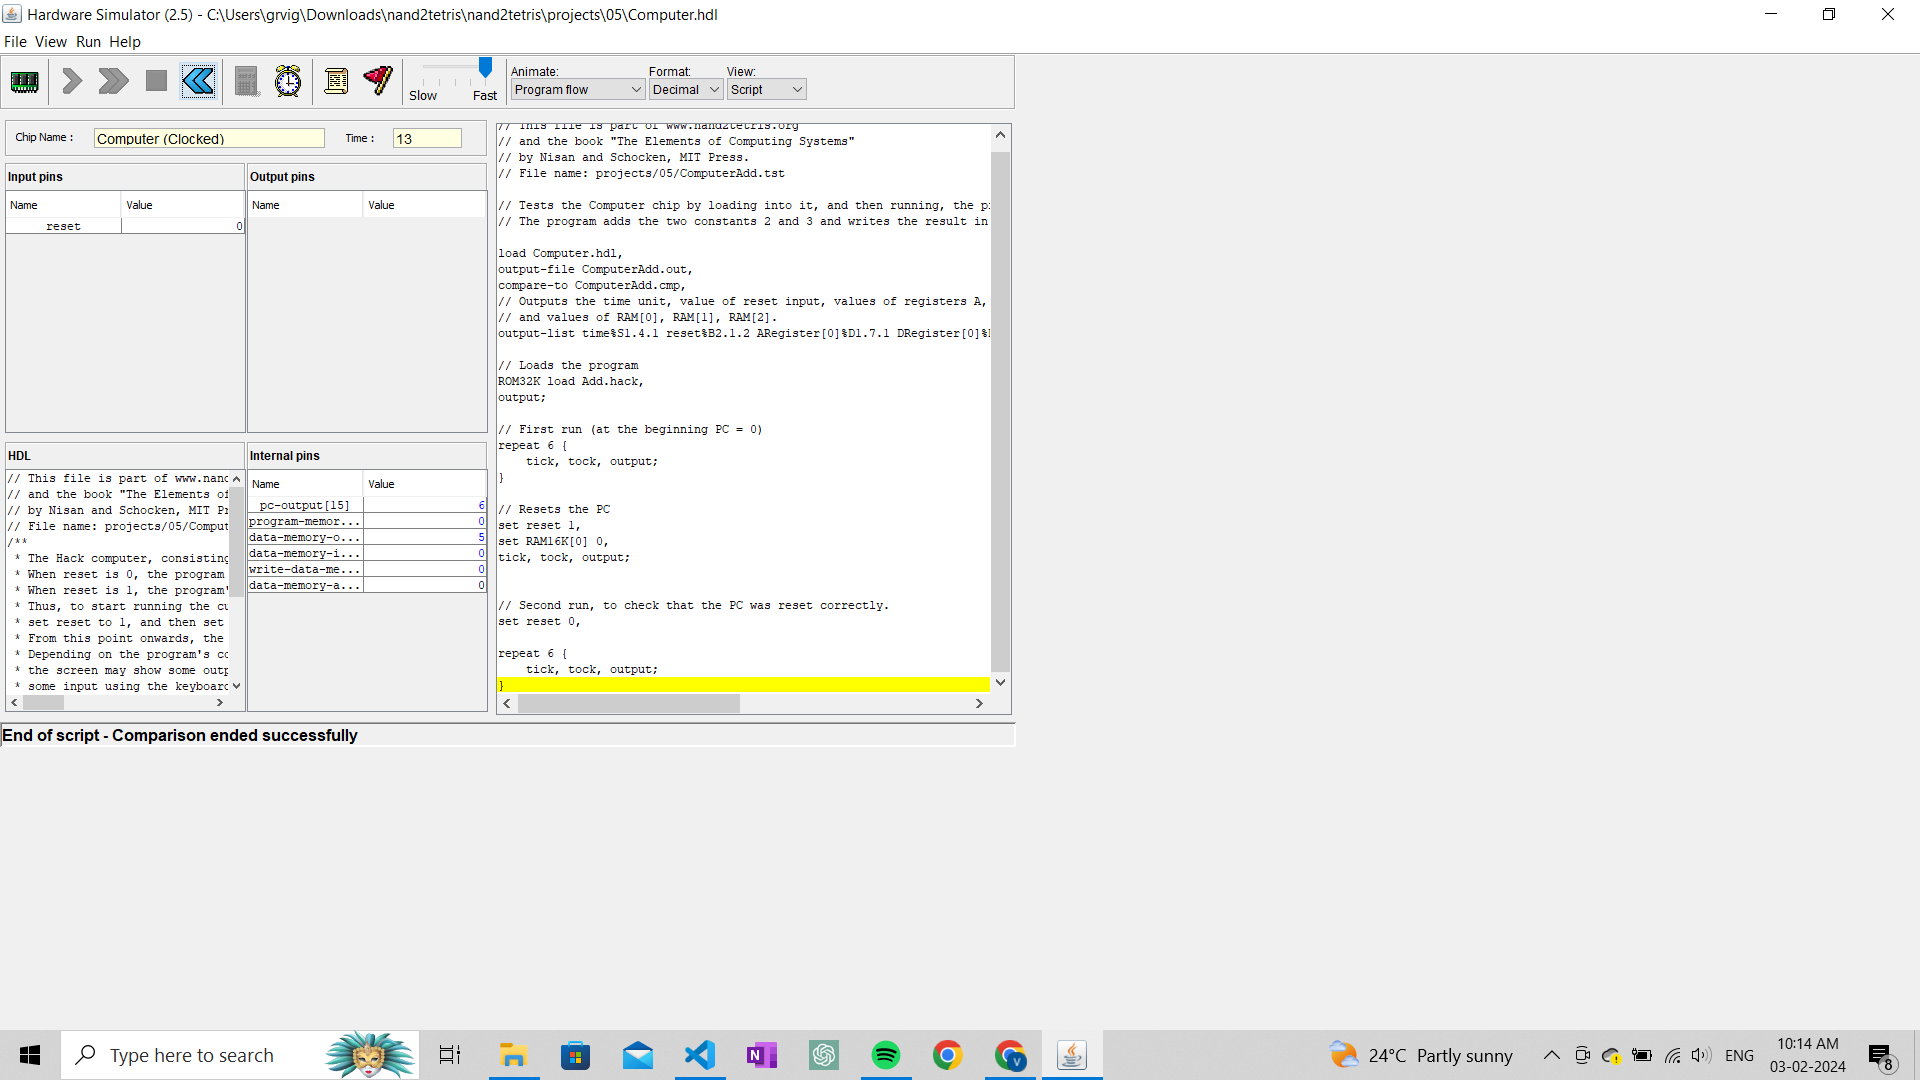 Hardware Simulator (2.5) - C:\Users\grvig\Downloads\nand2tetris\nand2tetris\projects\05\Computer.hdl
File View Run Help
Slow Fast
Animate: Format: View:
Program flow Decimal Script
Chip Name : Computer (Clocked) Time : 13
Input pins
Name Value
reset 0
Output pins
Name Value
HDL
// This file is part of www.nand
// and the book "The Elements of
// by Nisan and Schocken, MIT Pr
// File name: projects/05/Comput
/**
* The Hack computer, consisting
* When reset is 0, the program
* When reset is 1, the program'
* Thus, to start running the cu
* set reset to 1, and then set
* From this point onwards, the
* Depending on the program's co
* the screen may show some outp
* some input using the keyboard
Internal pins
Name Value
pc-output[15] 6
program-memor... 0
data-memory-o... 5
data-memory-i... 0
write-data-me... 0
data-memory-a... 0
// This file is part of www.nand2tetris.org
// and the book "The Elements of Computing Systems"
// by Nisan and Schocken, MIT Press.
// File name: projects/05/ComputerAdd.tst
// Tests the Computer chip by loading into it, and then running, the p
// The program adds the two constants 2 and 3 and writes the result in
load Computer.hdl,
output-file ComputerAdd.out,
compare-to ComputerAdd.cmp,
// Outputs the time unit, value of reset input, values of registers A,
// and values of RAM[0], RAM[1], RAM[2].
output-list time%S1.4.1 reset%B2.1.2 ARegister[0]%D1.7.1 DRegister[0]%
// Loads the program
ROM32K load Add.hack,
output;
// First run (at the beginning PC = 0)
repeat 6 {
tick, tock, output;
}
// Resets the PC
set reset 1,
set RAM16K[0] 0,
tick, tock, output;
// Second run, to check that the PC was reset correctly.
set reset 0,
repeat 6 {
tick, tock, output;
}
End of script - Comparison ended successfully
Type here to search
24°C Partly sunny
ENG
10:14 AM
03-02-2024
8